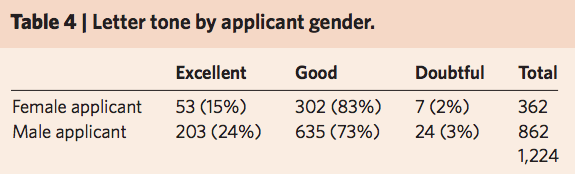 Table 4 | Letter tone by applicant gender.
Excellent Good Doubtful Total
Female applicant 53 (15%) 302 (83%) 7 (2%) 362
Male applicant 203 (24%) 635 (73%) 24 (3%) 862
1,224